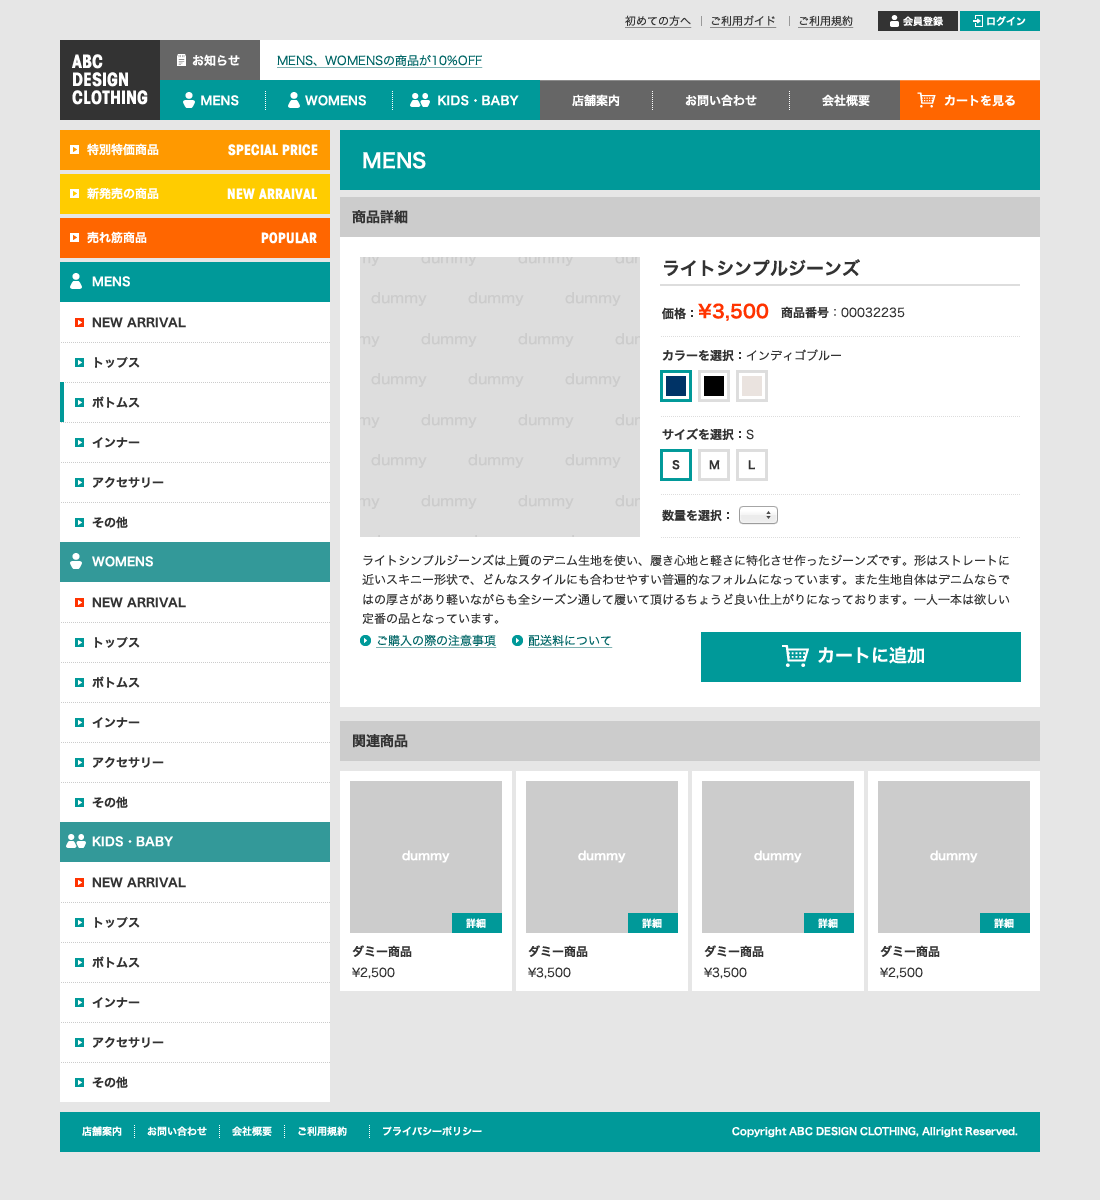 初めての方へ
ご利用ガイド
ご利用規約
会員登録
ログイン
ABC
DESIGN
CLOTHING
お知らせ
MENS、WOMENSの商品が10%OFF
MENS
WOMENS
KIDS・BABY
店舗案内
お問い合わせ
会社概要
カートを見る
特別特価商品 SPECIAL PRICE
新発売の商品 NEW ARRAIVAL
売れ筋商品 POPULAR
MENS
NEW ARRIVAL
トップス
ボトムス
インナー
アクセサリー
その他
WOMENS
NEW ARRIVAL
トップス
ボトムス
インナー
アクセサリー
その他
KIDS・BABY
NEW ARRIVAL
トップス
ボトムス
インナー
アクセサリー
その他
MENS
商品詳細
my dummy dummy
dummy dummy dummy
my dummy dummy
dummy dummy dummy
my dummy dummy
dummy dummy dummy
my dummy dummy
ライトシンプルジーンズ
価格：¥3,500 商品番号：00032235
カラーを選択：インディゴブルー
サイズを選択：S
S M L
数量を選択：
ライトシンプルジーンズは上質のデニム生地を使い、履き心地と軽さに特化させ作ったジーンズです。形はストレートに
近いスキニー形状で、どんなスタイルにも合わせやすい普遍的なフォルムになっています。また生地自体はデニムならで
はの厚さがあり軽いながらも全シーズン通して履いて頂けるちょうど良い仕上がりになっております。一人一本は欲しい
定番の品となっています。
ご購入の際の注意事項
配送料について
カートに追加
関連商品
dummy
詳細
ダミー商品
¥2,500
dummy
詳細
ダミー商品
¥3,500
dummy
詳細
ダミー商品
¥3,500
dummy
詳細
ダミー商品
¥2,500
店舗案内
お問い合わせ
会社概要
ご利用規約
プライバシーポリシー
Copyright ABC DESIGN CLOTHING, Allright Reserved.